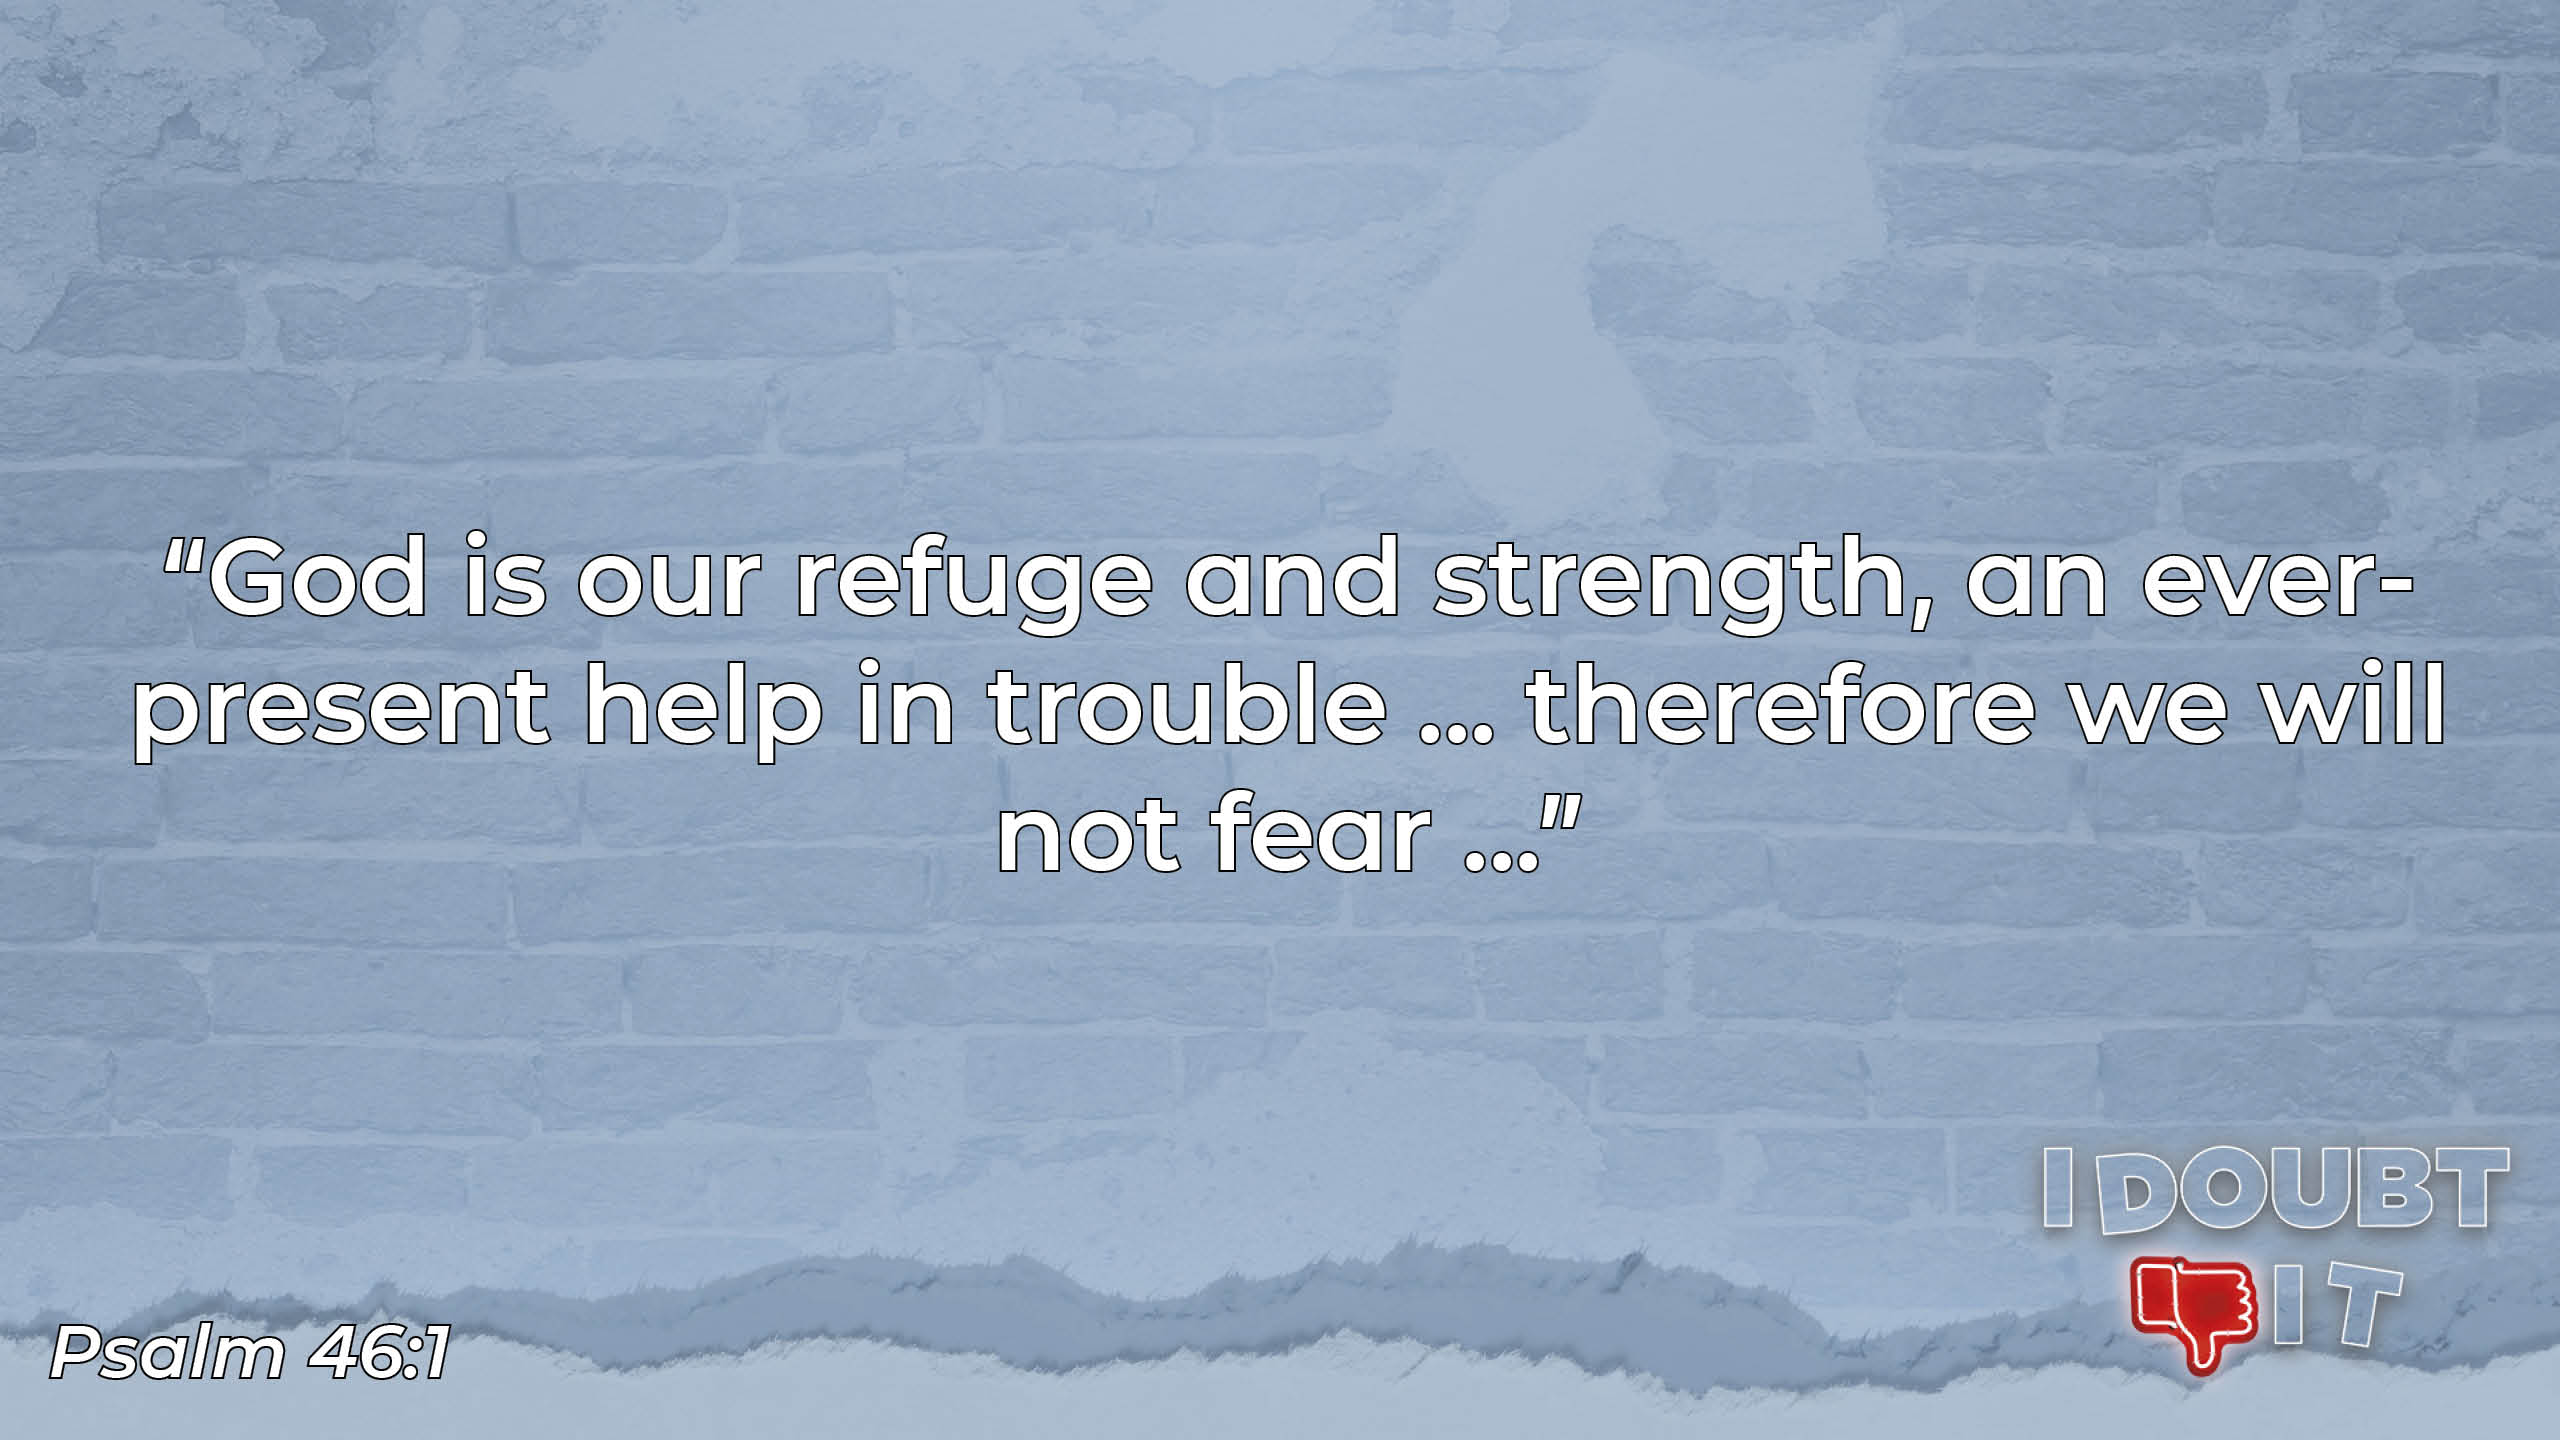 “God is our refuge and strength, an ever-
present help in trouble ... therefore we will
not fear ...”
Psalm 46:1
I DOUBT
IT